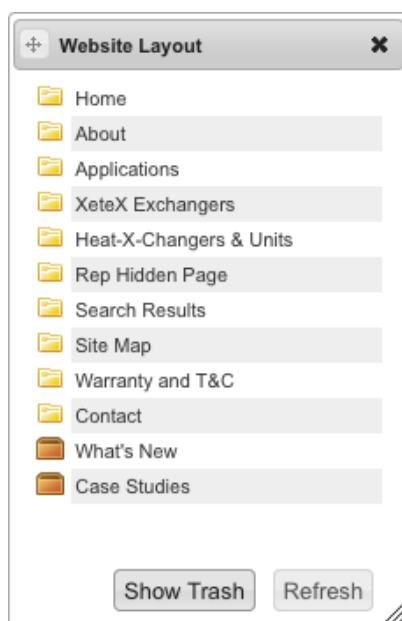 Website Layout
Home
About
Applications
XeteX Exchangers
Heat-X-Changers & Units
Rep Hidden Page
Search Results
Site Map
Warranty and T&C
Contact
What's New
Case Studies
Show Trash Refresh